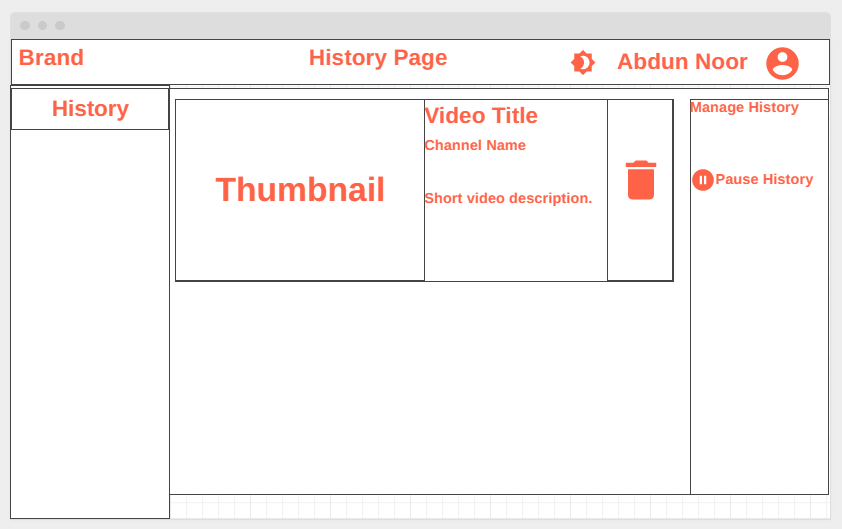 Brand
History Page
Abdun Noor
History
Thumbnail
Video Title
Channel Name
Short video description.
Manage History
Pause History